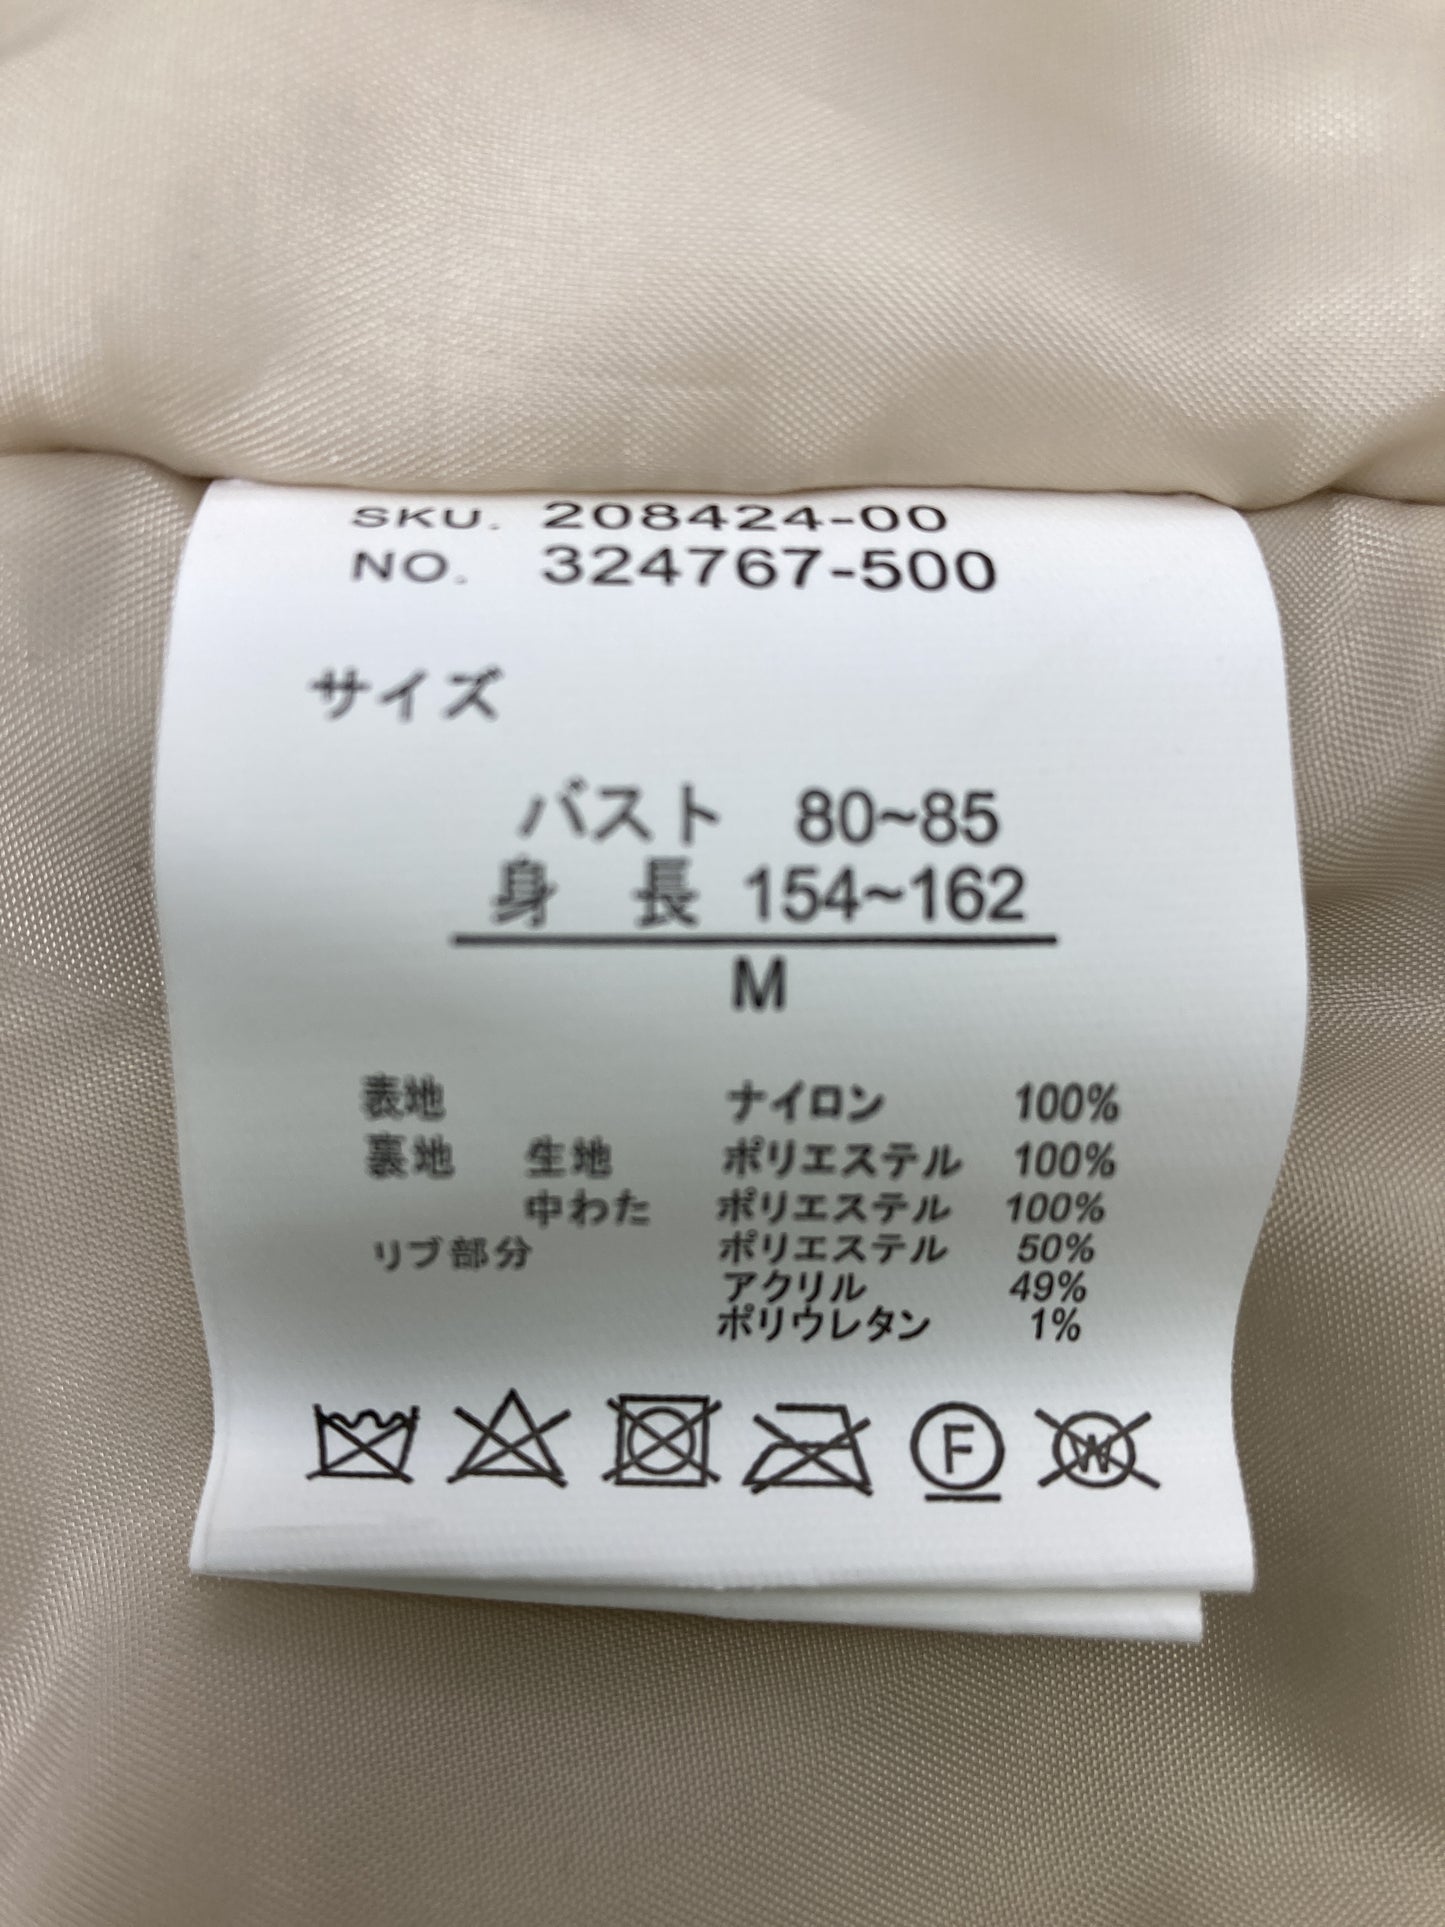 SKU. 208424-00
NO. 324767-500
サイズ
バスト 80~85
身 長 154~162
M
表地 ナイロン 100%
裏地 生地 ポリエステル 100%
中わた ポリエステル 100%
リブ部分 ポリエステル 50%
アクリル 49%
ポリウレタン 1%
F W